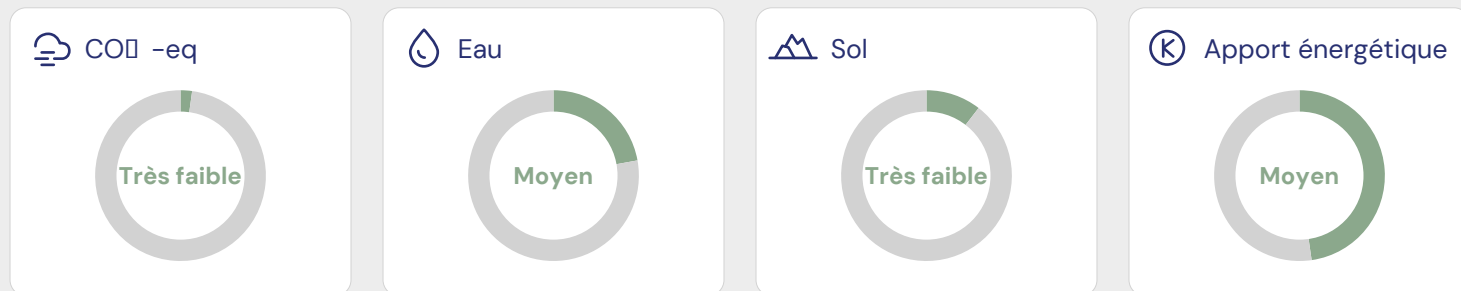 CO▯ -eq
Très faible
Eau
Moyen
Sol
Très faible
Apport énergétique
Moyen